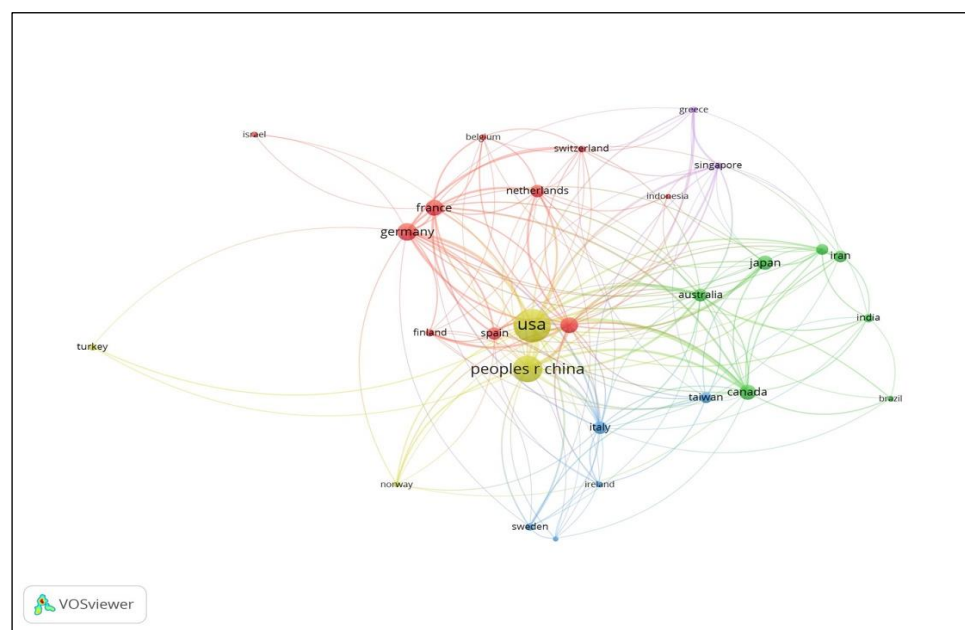 greece
israel
belgium
switzerland
singapore
netherlands
indonesia
france
germany
iran
japan
australia
india
usa
finland
spain
turkey
peoples r china
canada
taiwan
brazil
italy
norway
ireland
sweden
VOSviewer